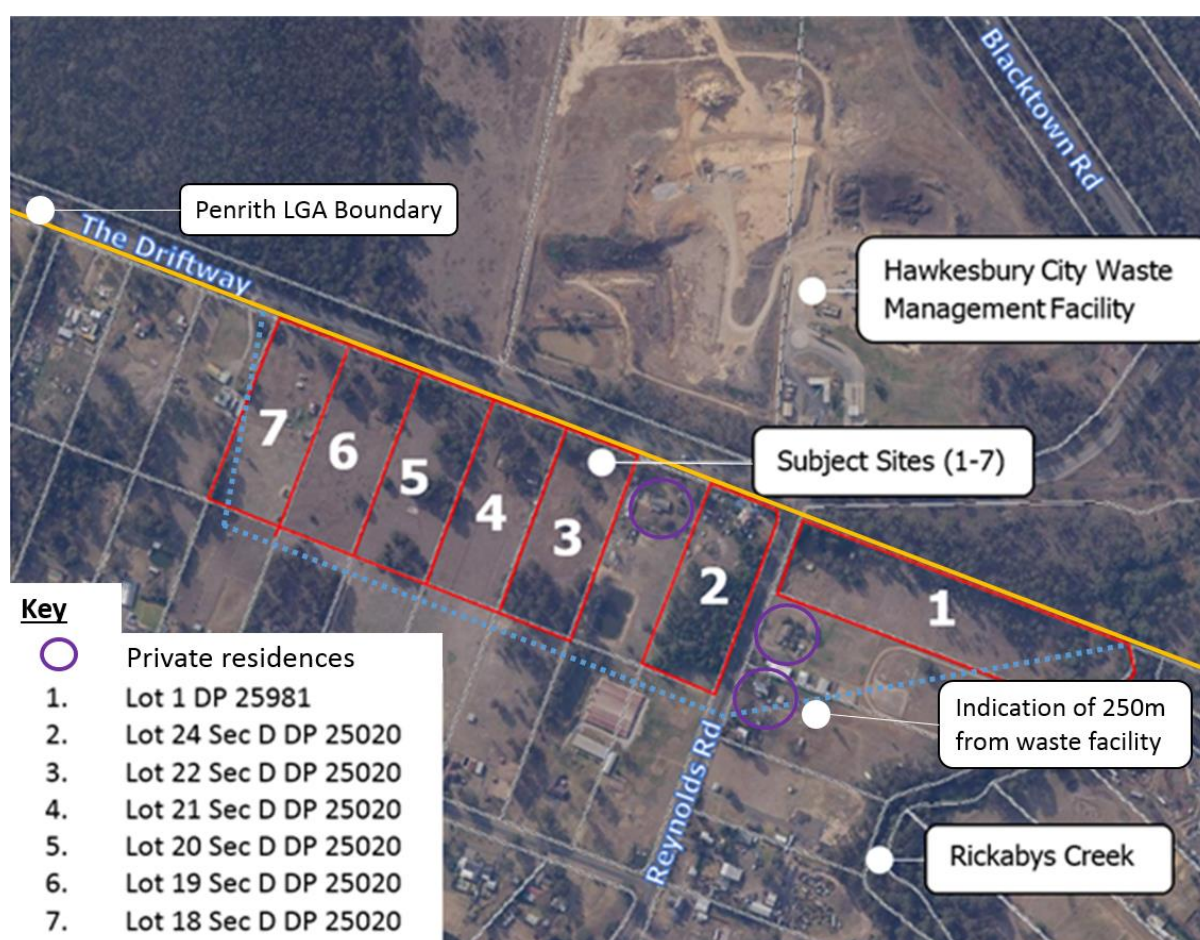 Blacktown Rd
Penrith LGA Boundary
The Driftway
Hawkesbury City Waste
Management Facility
Subject Sites (1-7)
7
6
5
4
3
2
1
Indication of 250m
from waste facility
Reynolds Rd
Rickabys Creek
Key
Private residences
1. Lot 1 DP 25981
2. Lot 24 Sec D DP 25020
3. Lot 22 Sec D DP 25020
4. Lot 21 Sec D DP 25020
5. Lot 20 Sec D DP 25020
6. Lot 19 Sec D DP 25020
7. Lot 18 Sec D DP 25020